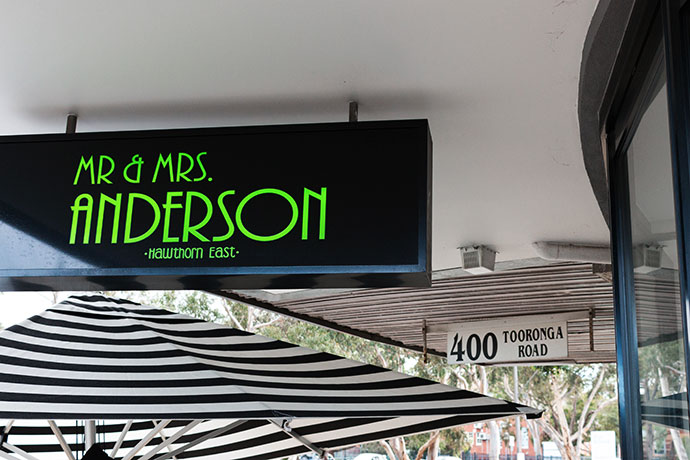 MR & MRS.
ANDERSON
·HAWTHORN EAST·
400 TOORONGA
ROAD